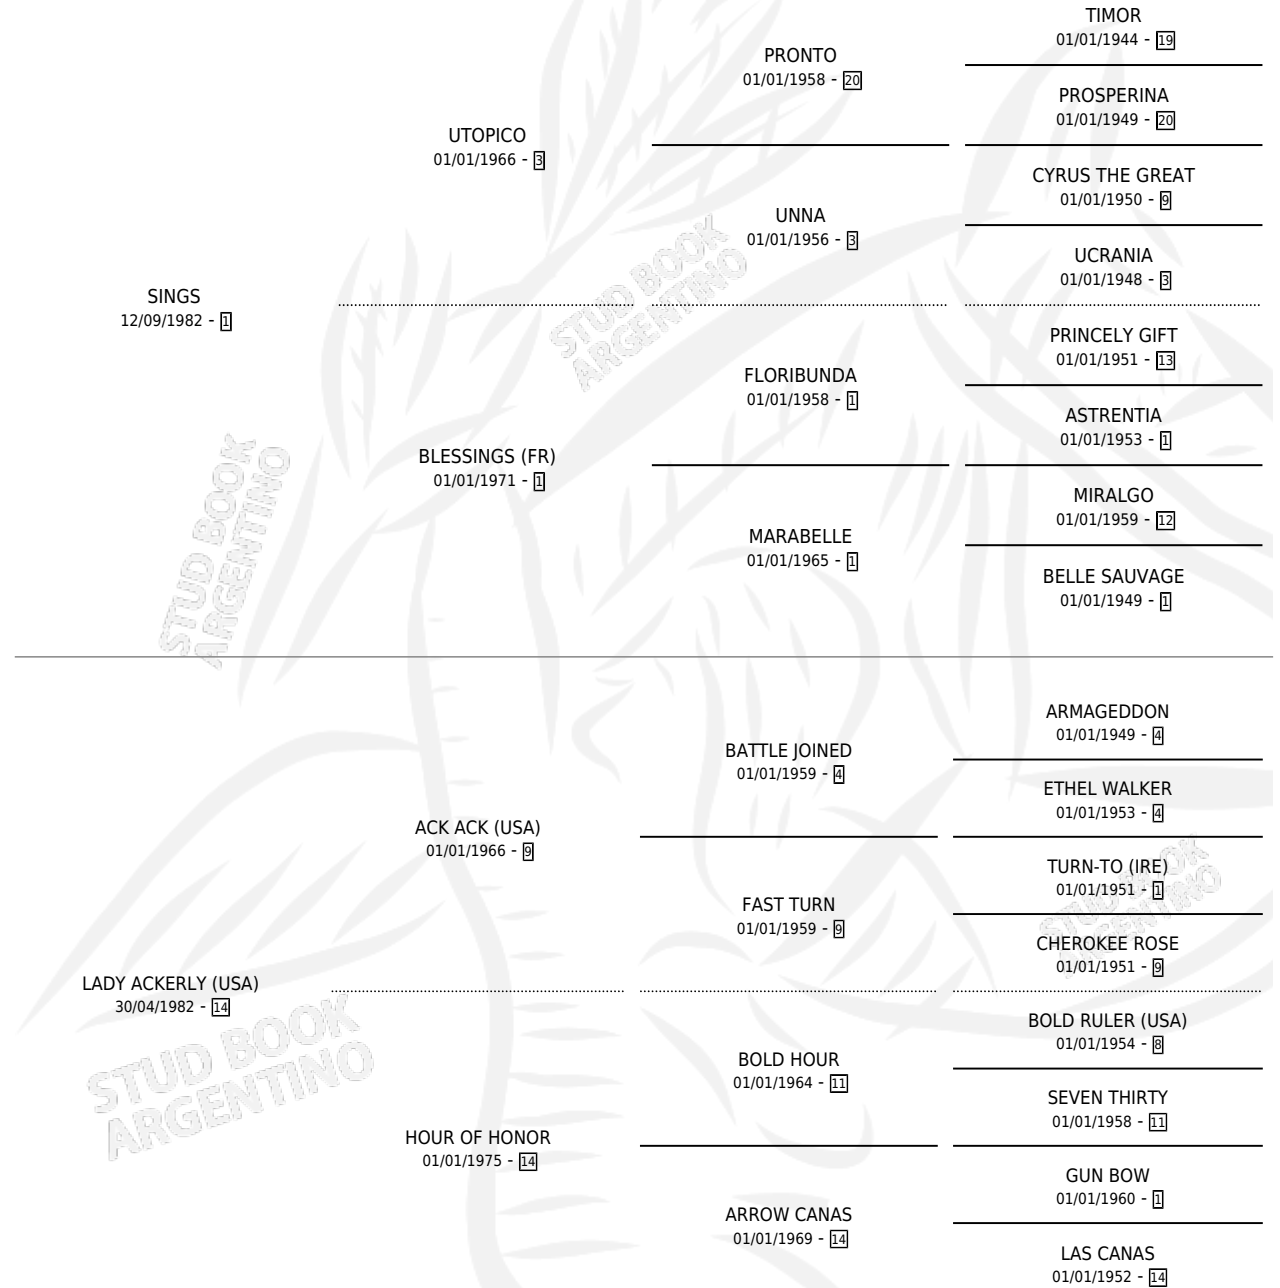 TIMOR
01/01/1944 - 19
PRONTO
01/01/1958 - 20
PROSPERINA
01/01/1949 - 20
UTOPICO
01/01/1966 - 3
CYRUS THE GREAT
01/01/1950 - 9
UNNA
01/01/1956 - 3
UCRANIA
01/01/1948 - 3
SINGS
12/09/1982 - 1
STUD BOOK
ARGENTINO
PRINCELY GIFT
01/01/1951 - 13
FLORIBUNDA
01/01/1958 - 1
ASTRENTIA
01/01/1953 - 1
BLESSINGS (FR)
01/01/1971 - 1
MIRALGO
01/01/1959 - 12
MARABELLE
01/01/1965 - 1
BELLE SAUVAGE
01/01/1949 - 1
STUD BOOK
ARGENTINO
ARMAGEDDON
01/01/1949 - 4
BATTLE JOINED
01/01/1959 - 4
ETHEL WALKER
01/01/1953 - 4
ACK ACK (USA)
01/01/1966 - 9
TURN-TO (IRE)
01/01/1951 - 1
FAST TURN
01/01/1959 - 9
STUD BOOK
ARGENTINO
CHEROKEE ROSE
01/01/1951 - 9
LADY ACKERLY (USA)
30/04/1982 - 14
BOLD RULER (USA)
01/01/1954 - 8
BOLD HOUR
01/01/1964 - 11
SEVEN THIRTY
01/01/1958 - 11
STUD BOOK
ARGENTINO
HOUR OF HONOR
01/01/1975 - 14
GUN BOW
01/01/1960 - 1
ARROW CANAS
01/01/1969 - 14
LAS CANAS
01/01/1952 - 14